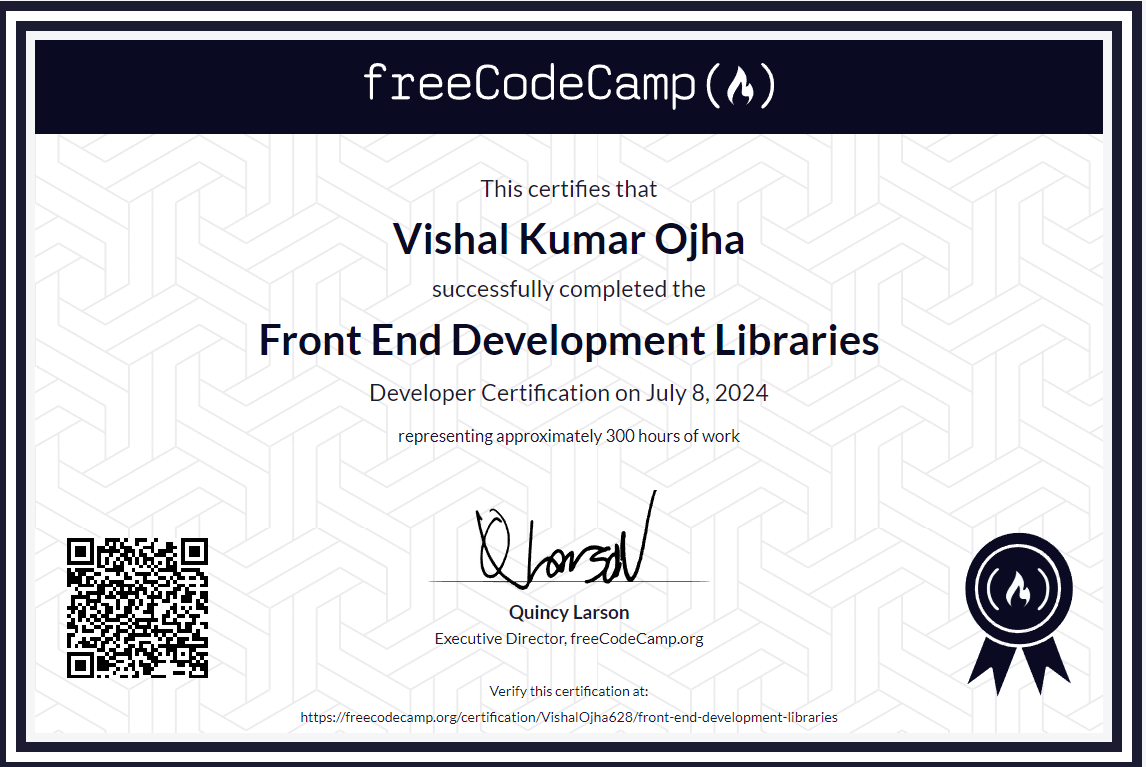 freeCodeCamp(🔥)
This certifies that
Vishal Kumar Ojha
successfully completed the
Front End Development Libraries
Developer Certification on July 8, 2024
representing approximately 300 hours of work
Q Larson
Quincy Larson
Executive Director, freeCodeCamp.org
Verify this certification at:
https://freecodecamp.org/certification/VishalOjha628/front-end-development-libraries